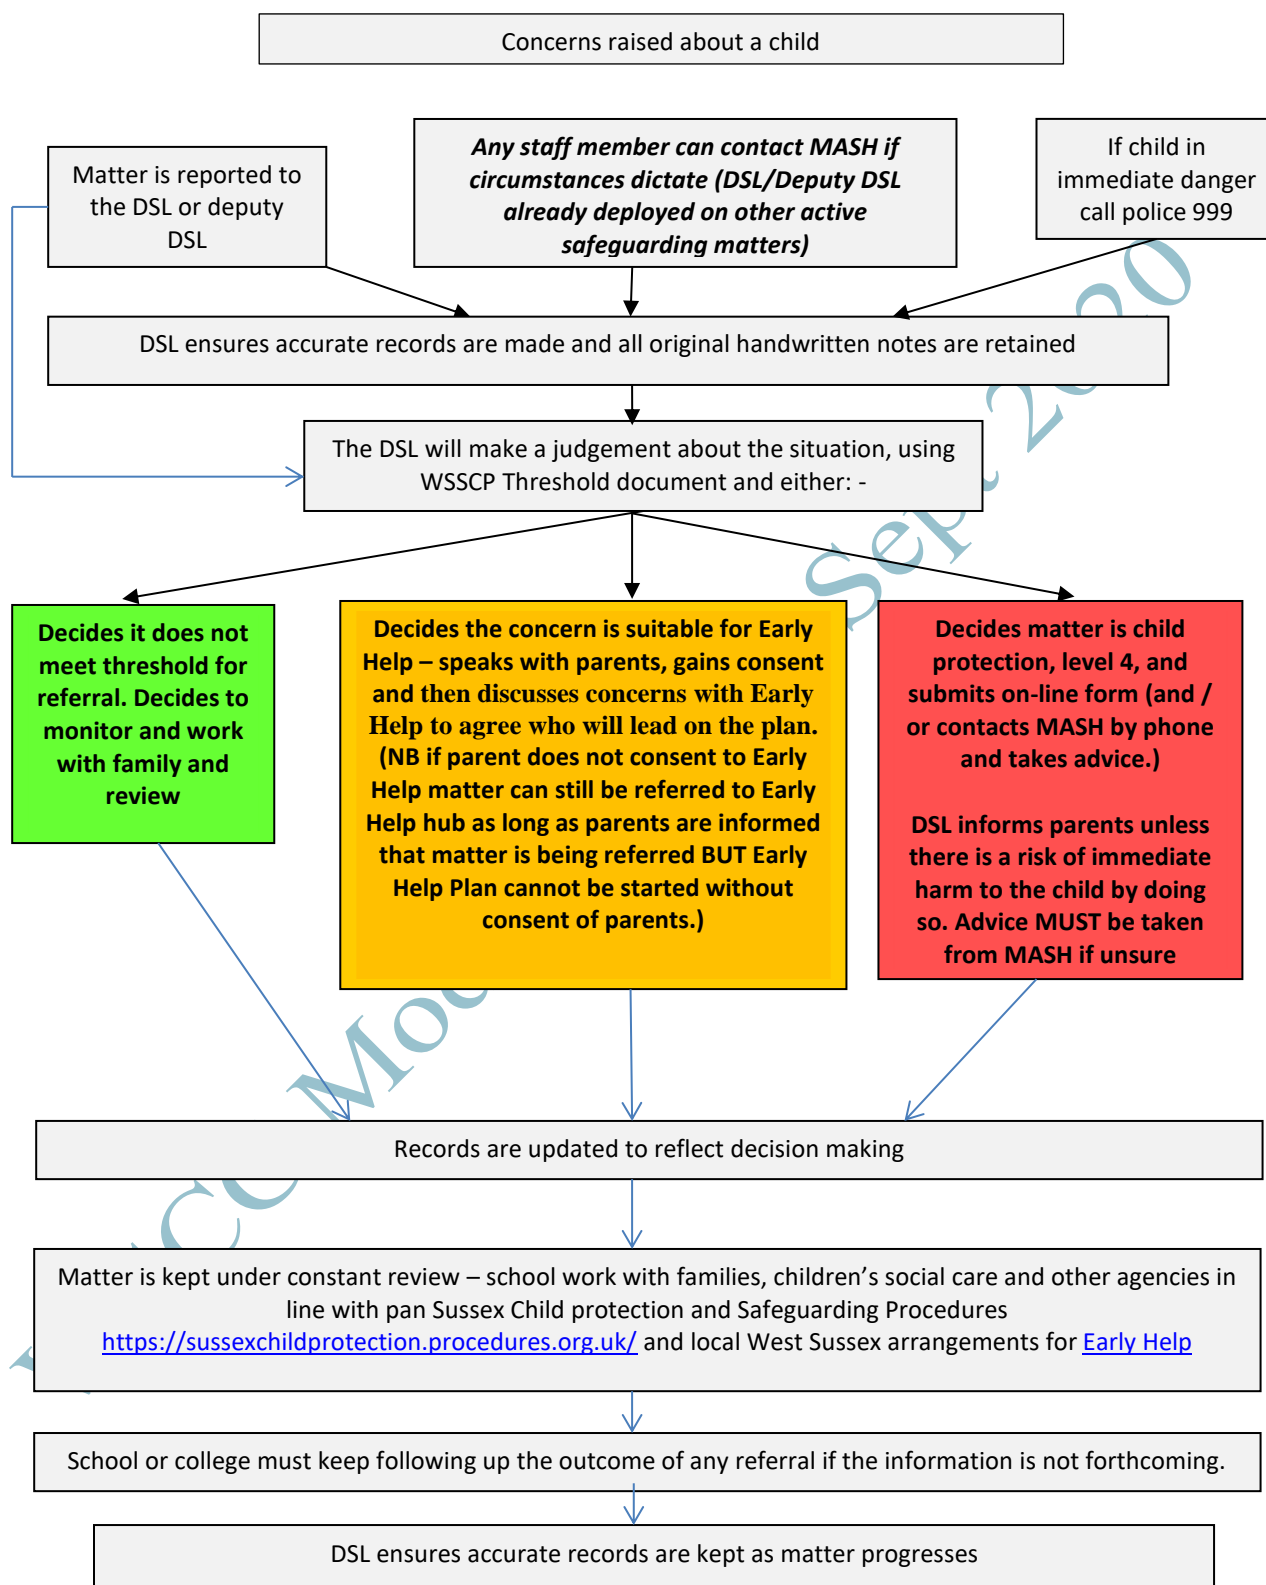 Concerns raised about a child
Matter is reported to
the DSL or deputy
DSL
Any staff member can contact MASH if
circumstances dictate (DSL/Deputy DSL
already deployed on other active
safeguarding matters)
If child in
immediate danger
call police 999
DSL ensures accurate records are made and all original handwritten notes are retained
The DSL will make a judgement about the situation, using
WSSCP Threshold document and either: -
Decides it does not
meet threshold for
referral. Decides to
monitor and work
with family and
review
Decides the concern is suitable for Early
Help – speaks with parents, gains consent
and then discusses concerns with Early
Help to agree who will lead on the plan.
(NB if parent does not consent to Early
Help matter can still be referred to Early
Help hub as long as parents are informed
that matter is being referred BUT Early
Help Plan cannot be started without
consent of parents.)
Decides matter is child
protection, level 4, and
submits on-line form (and /
or contacts MASH by phone
and takes advice.)
DSL informs parents unless
there is a risk of immediate
harm to the child by doing
so. Advice MUST be taken
from MASH if unsure
Records are updated to reflect decision making
Matter is kept under constant review – school work with families, children’s social care and other agencies in
line with pan Sussex Child protection and Safeguarding Procedures
https://sussexchildprotection.procedures.org.uk/ and local West Sussex arrangements for Early Help
School or college must keep following up the outcome of any referral if the information is not forthcoming.
DSL ensures accurate records are kept as matter progresses
Sept